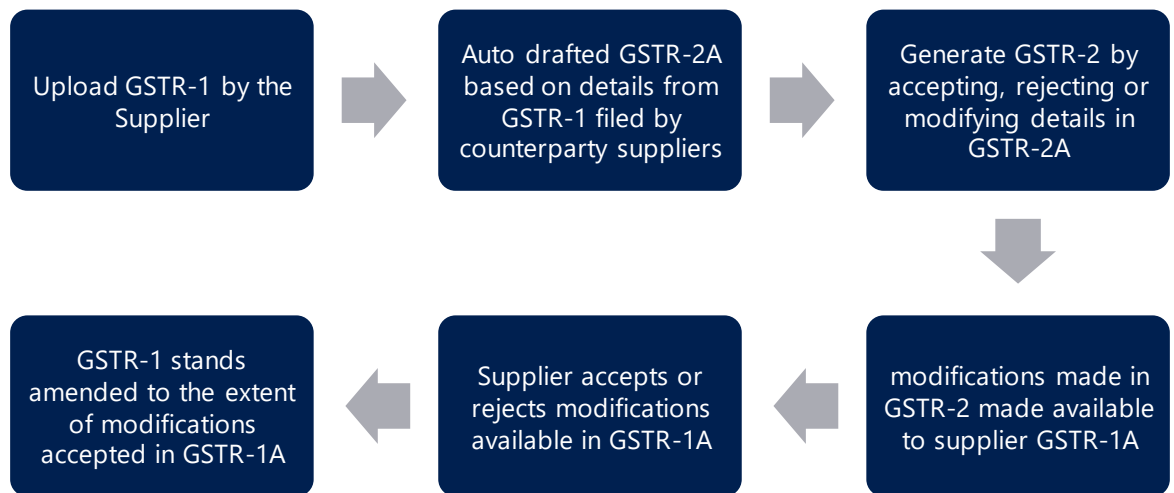 Upload GSTR-1 by the
Supplier
Auto drafted GSTR-2A
based on details from
GSTR-1 filed by
counterparty suppliers
Generate GSTR-2 by
accepting, rejecting or
modifying details in
GSTR-2A
modifications made in
GSTR-2 made available
to supplier GSTR-1A
Supplier accepts or
rejects modifications
available in GSTR-1A
GSTR-1 stands
amended to the extent
of modifications
accepted in GSTR-1A